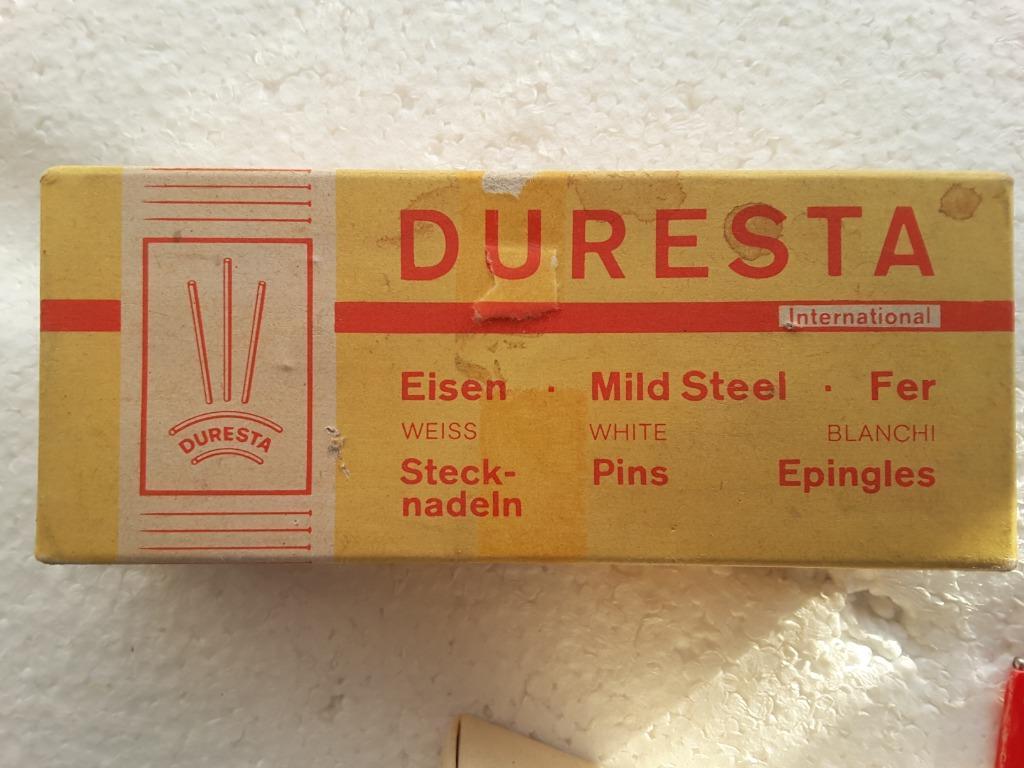 DURESTA
International
DURESTA
Eisen · Mild Steel · Fer
WEISS WHITE BLANCHI
Steck- Pins Epingles
nadeln